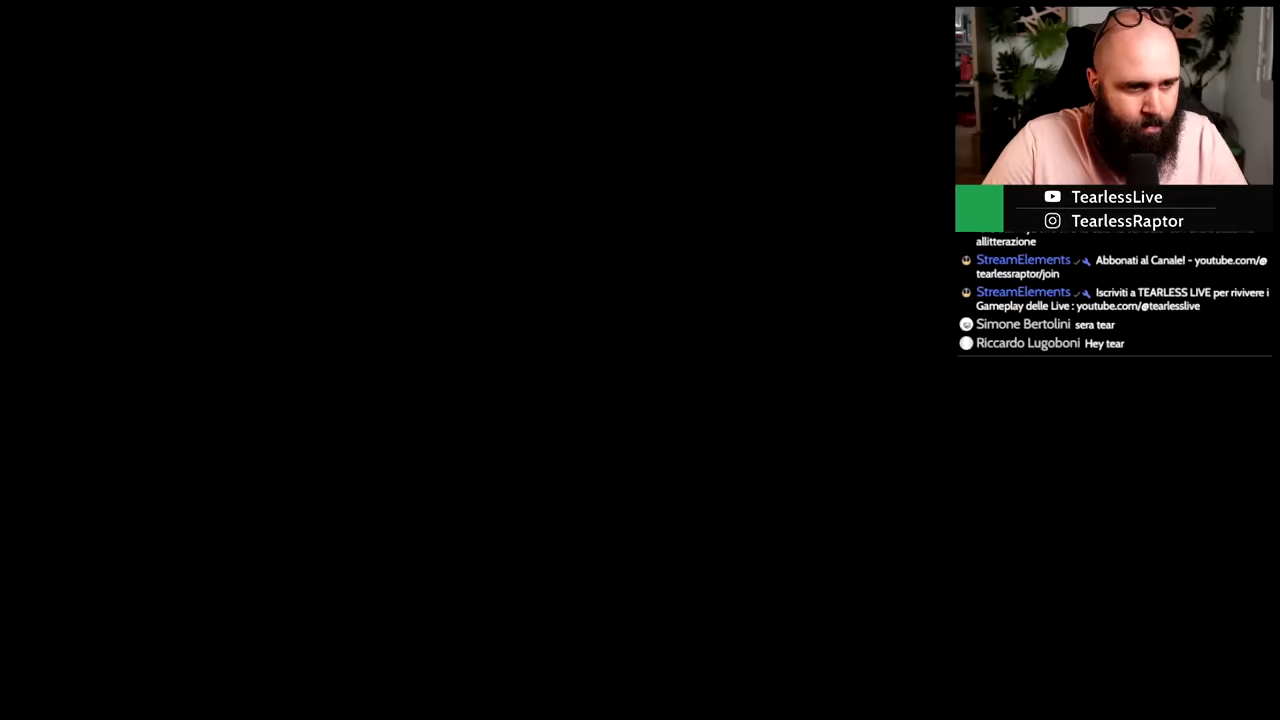 TearlessLive
TearlessRaptor
allitterazione
StreamElements Abbonati al Canale! - youtube.com/@
tearlessraptor/join
StreamElements Iscriviti a TEARLESS LIVE per rivivere i
Gameplay delle Live : youtube.com/@tearlesslive
Simone Bertolini sera tear
Riccardo Lugoboni Hey tear